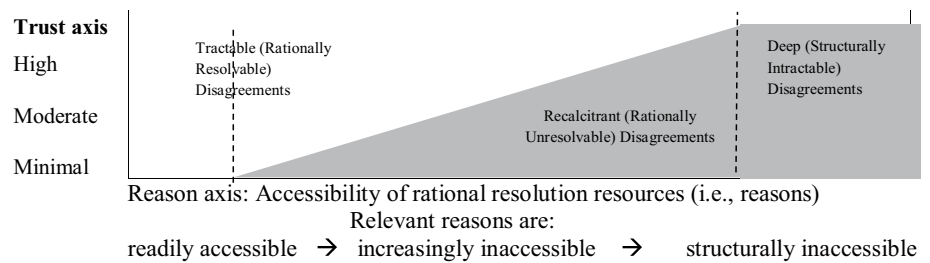 Trust axis
High
Moderate
Minimal
Tractable (Rationally
Resolvable)
Disagreements
Recalcitrant (Rationally
Unresolvable) Disagreements
Deep (Structurally
Intractable)
Disagreements
Reason axis: Accessibility of rational resolution resources (i.e., reasons)
Relevant reasons are:
readily accessible → increasingly inaccessible → structurally inaccessible